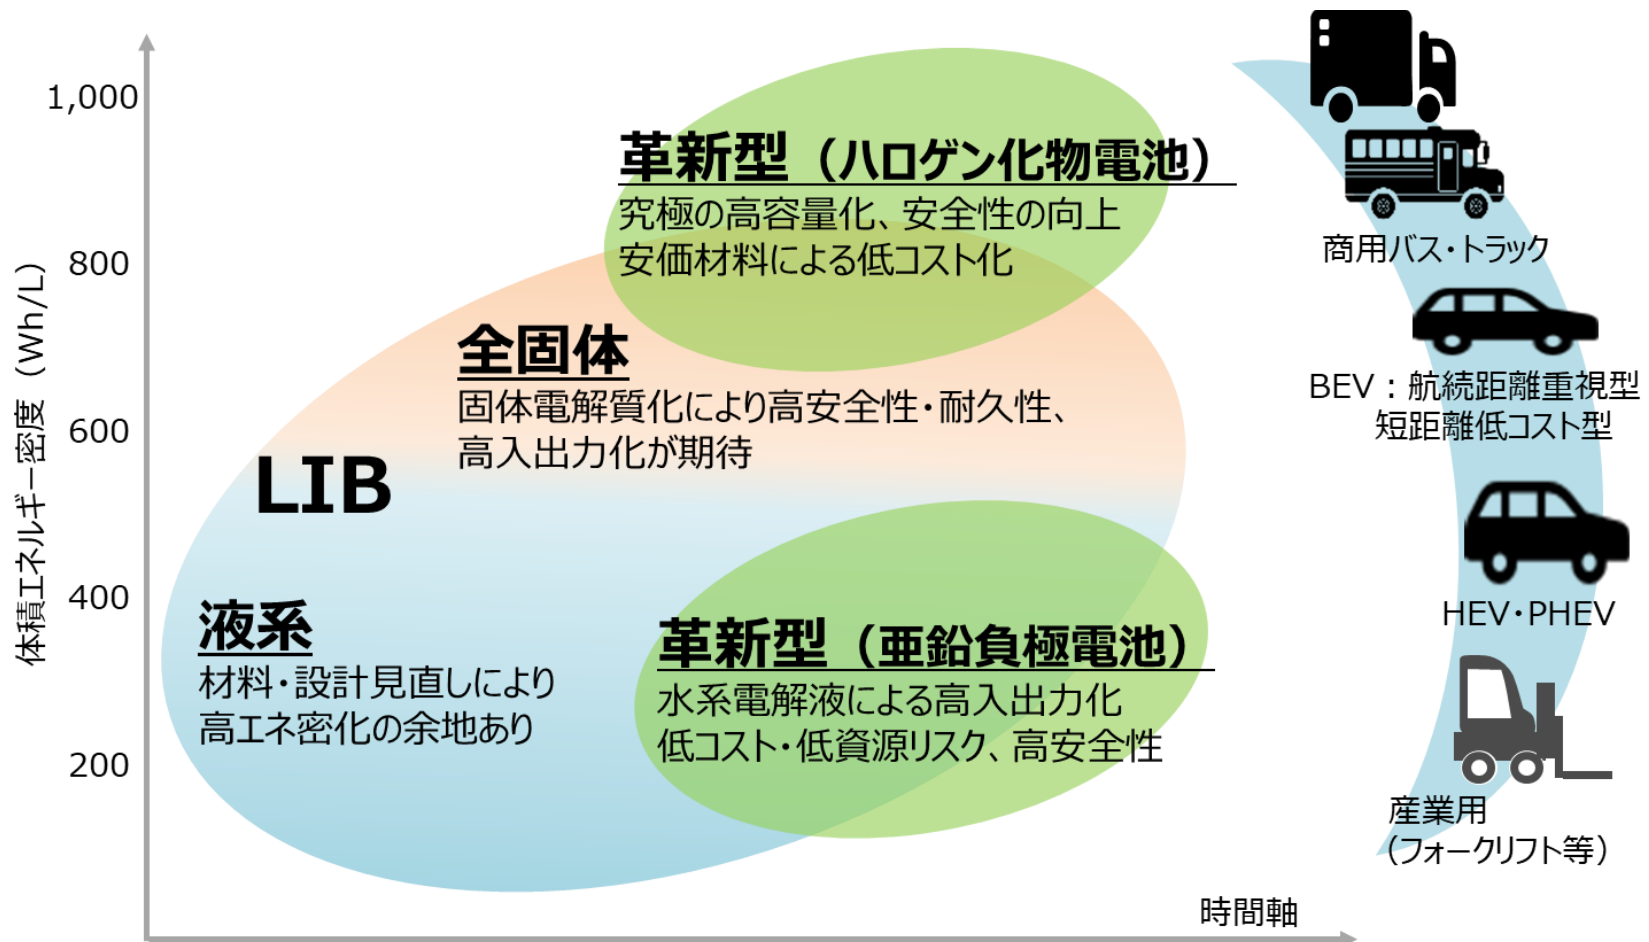 体積エネルギー密度（Wh/L）
1,000
800
600
400
200
革新型（ハロゲン化物電池）
究極の高容量化、安全性の向上
安価材料による低コスト化
全固体
固体電解質化により高安全性・耐久性、
高入出力化が期待
LIB
液系
材料・設計見直しにより
高エネ密化の余地あり
革新型（亜鉛負極電池）
水系電解液による高入出力化
低コスト・低資源リスク、高安全性
時間軸
商用バス・トラック
BEV：航続距離重視型
短距離低コスト型
HEV・PHEV
産業用
（フォークリフト等）